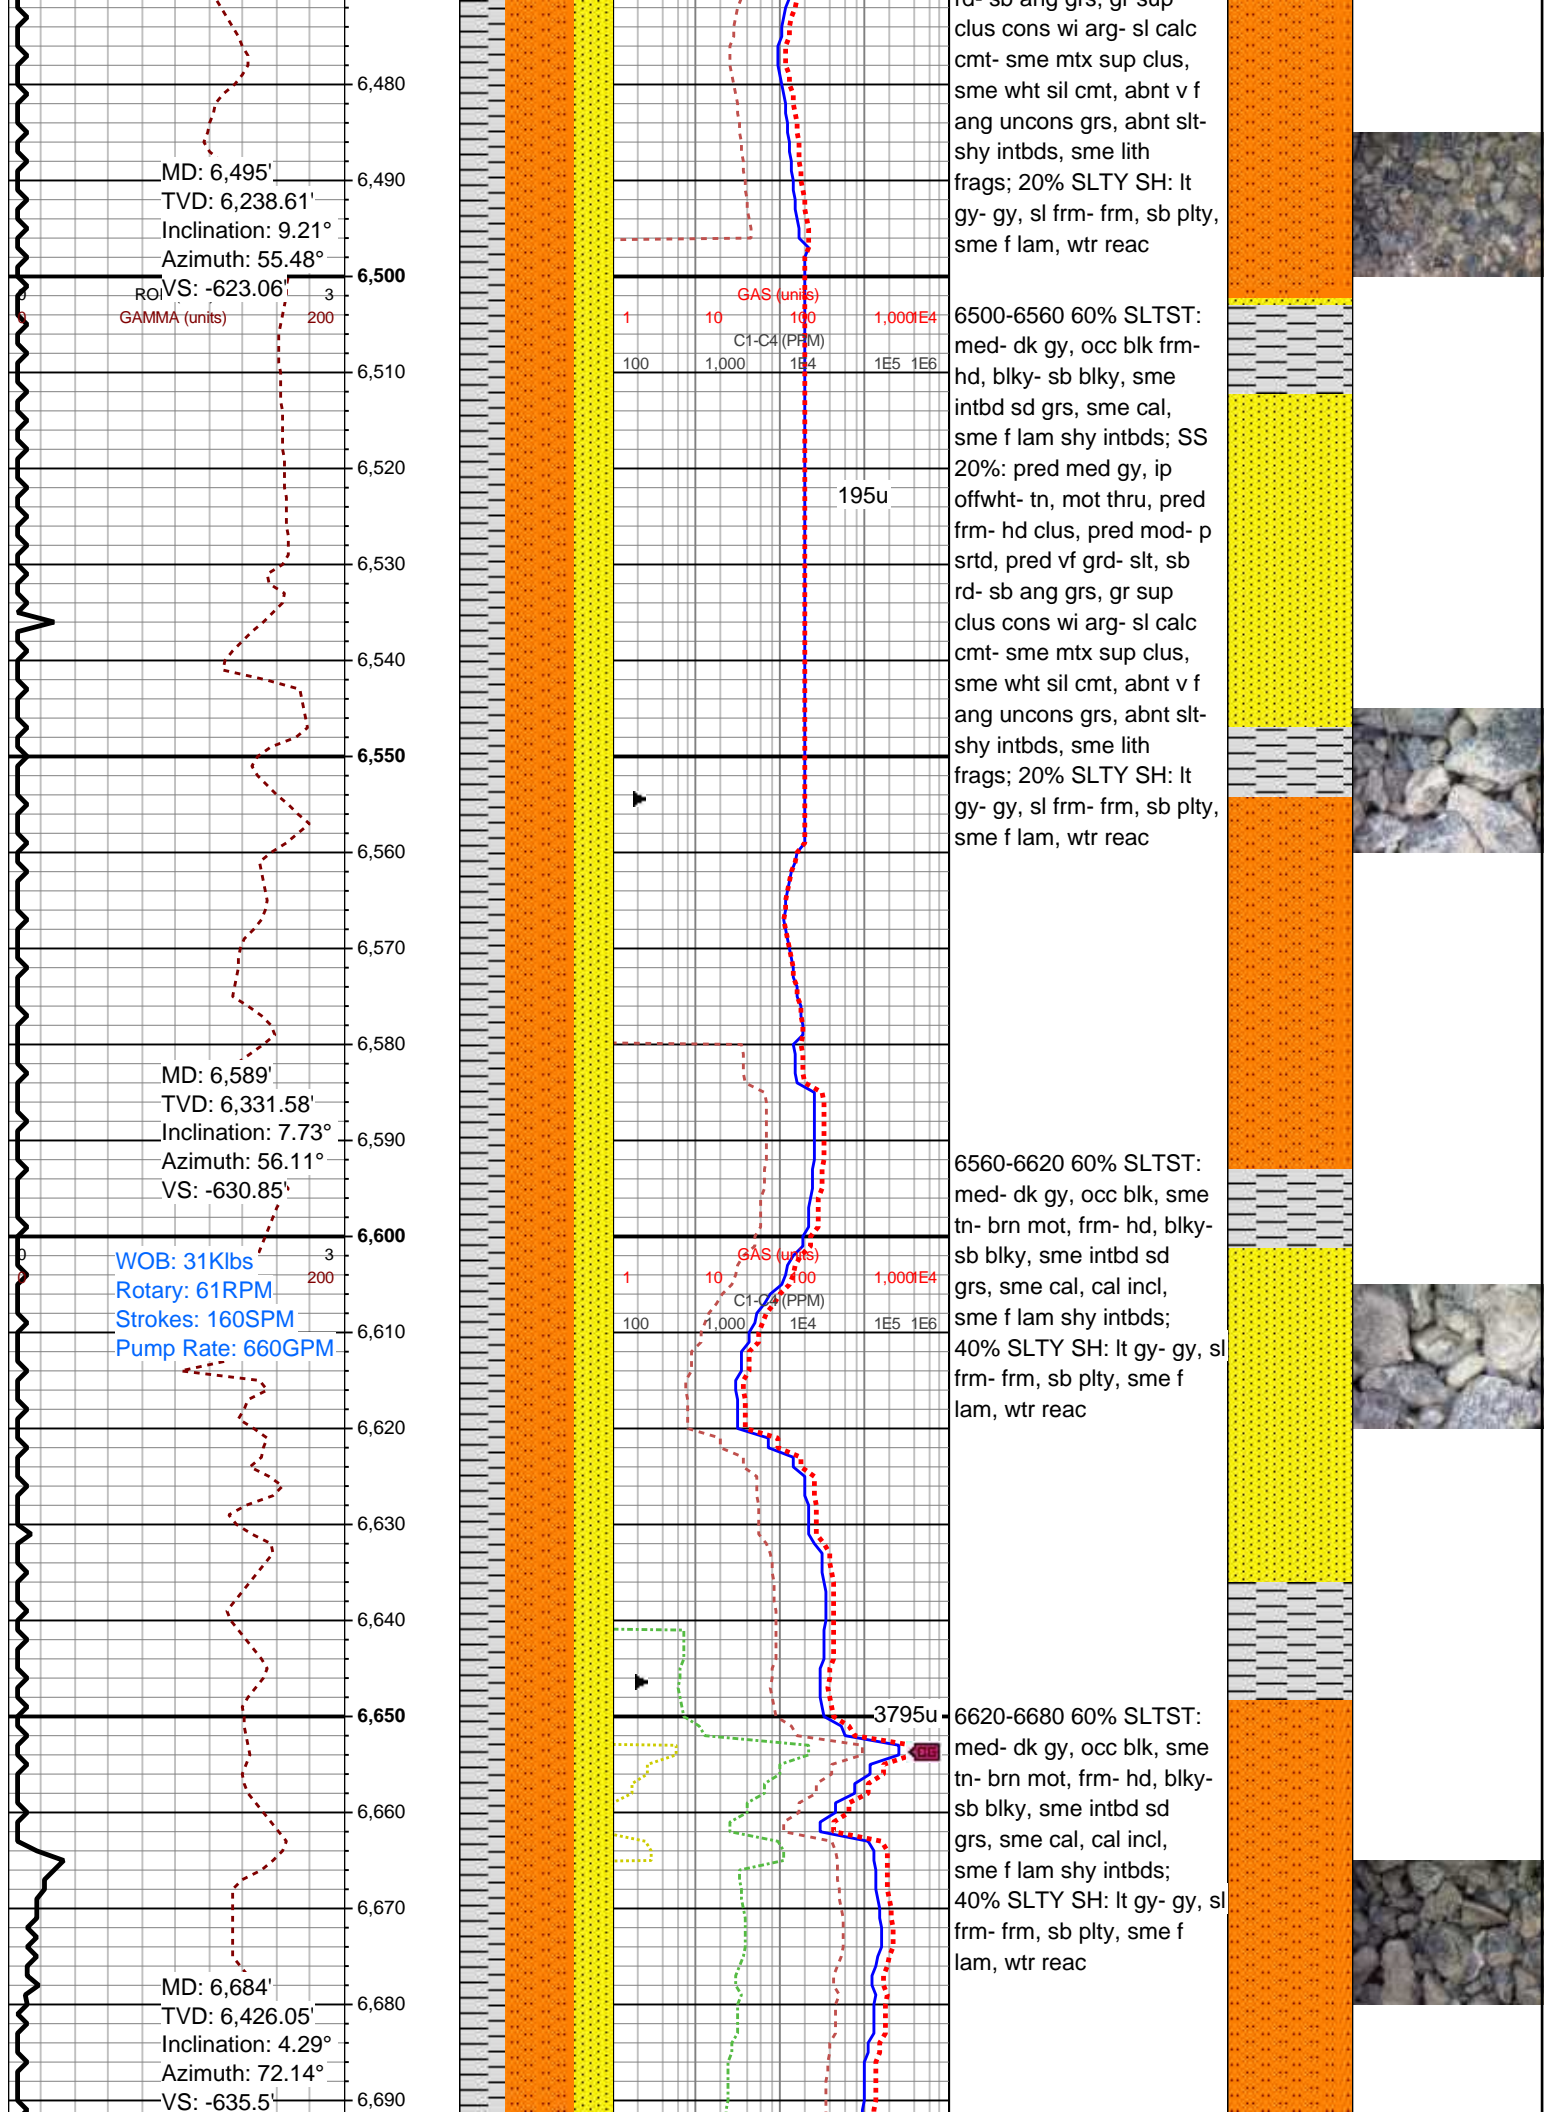 rd- sb ang grs, gr sup
clus cons wi arg- sl calc
cmt- sme mtx sup clus,
sme wht sil cmt, abnt v f
ang uncons grs, abnt slt-
shy intbds, sme lith
frags; 20% SLTY SH: lt
gy- gy, sl frm- frm, sb plty,
sme f lam, wtr reac
6,480
6,490
MD: 6,495'
TVD: 6,238.61'
Inclination: 9.21°
Azimuth: 55.48°
VS: -623.06'
6,500
3
GAMMA (units)
200
GAS (units)
1 10 100 1,000 1E4
C1-C4 (PPM)
100 1,000 1E4 1E5 1E6
6,510
6,520
195u
6,530
6,540
6,550
6,560
6500-6560 60% SLTST:
med- dk gy, occ blk frm-
hd, blky- sb blky, sme
intbd sd grs, sme cal,
sme f lam shy intbds; SS
20%: pred med gy, ip
offwht- tn, mot thru, pred
frm- hd clus, pred mod- p
srtd, pred vf grd- slt, sb
rd- sb ang grs, gr sup
clus cons wi arg- sl calc
cmt- sme mtx sup clus,
sme wht sil cmt, abnt v f
ang uncons grs, abnt slt-
shy intbds, sme lith
frags; 20% SLTY SH: lt
gy- gy, sl frm- frm, sb plty,
sme f lam, wtr reac
6,570
6,580
MD: 6,589'
TVD: 6,331.58'
Inclination: 7.73°
Azimuth: 56.11°
VS: -630.85'
6,590
6,600
0
3
200
WOB: 31Klbs
Rotary: 61RPM
Strokes: 160SPM
Pump Rate: 660GPM
GAS (units)
1 10 100 1,000 1E4
C1-C4 (PPM)
100 1,000 1E4 1E5 1E6
6,610
6,620
6560-6620 60% SLTST:
med- dk gy, occ blk, sme
tn- brn mot, frm- hd, blky-
sb blky, sme intbd sd
grs, sme cal, cal incl,
sme f lam shy intbds;
40% SLTY SH: lt gy- gy, sl
frm- frm, sb plty, sme f
lam, wtr reac
6,630
6,640
6,650
3795u
CG
6,660
6,670
6620-6680 60% SLTST:
med- dk gy, occ blk, sme
tn- brn mot, frm- hd, blky-
sb blky, sme intbd sd
grs, sme cal, cal incl,
sme f lam shy intbds;
40% SLTY SH: lt gy- gy, sl
frm- frm, sb plty, sme f
lam, wtr reac
MD: 6,684'
TVD: 6,426.05'
Inclination: 4.29°
Azimuth: 72.14°
VS: -635.5'
6,680
6,690